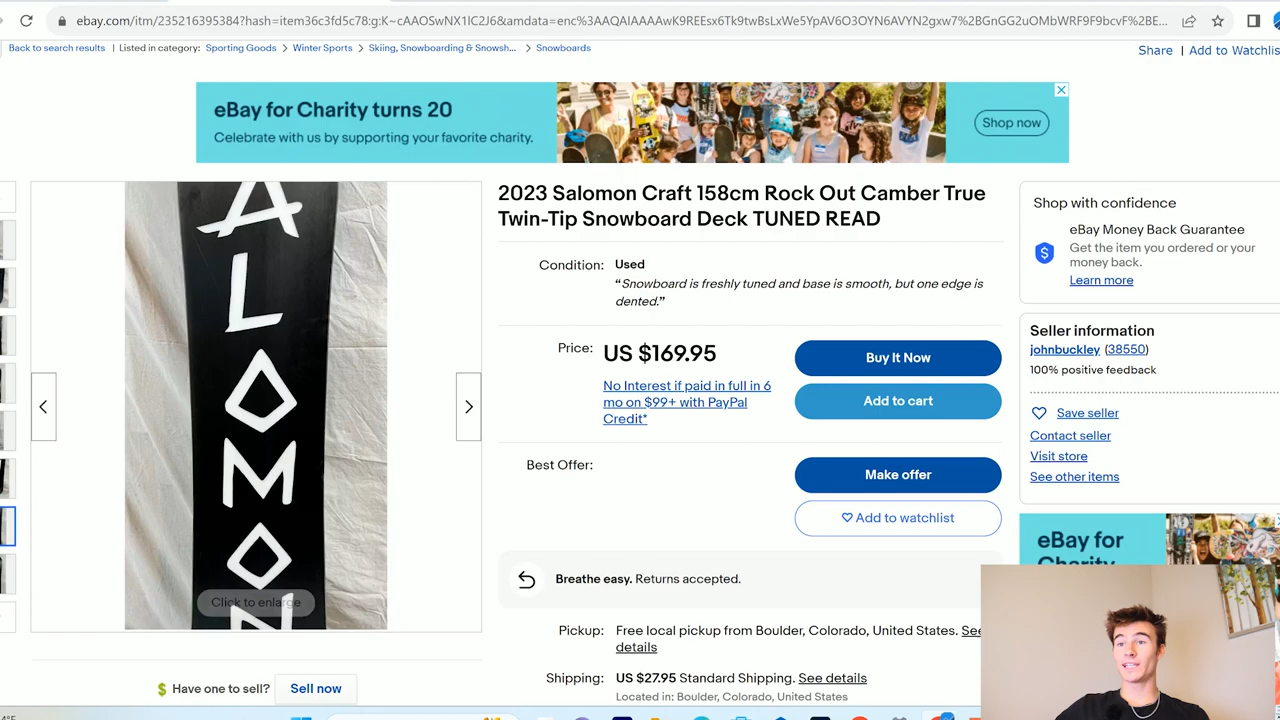 ebay.com/itm/235216395384?hash=item36c3fd5c78:g:K~cAAOSwNX1lC2J6&amdata=enc%3AAQAIAAAAwK9REEsx6Tk9twBsLxWe5YpAV6O3OYN6AVYN2gxw7%2BGnGG2uOMbWRF9F9bcvF%2BE...
Back to search results | Listed in category: Sporting Goods > Winter Sports > Skiing, Snowboarding & Snowsh... > Snowboards
Share | Add to Watchlis
eBay for Charity turns 20
Celebrate with us by supporting your favorite charity.
Shop now
2023 Salomon Craft 158cm Rock Out Camber True
Twin-Tip Snowboard Deck TUNED READ
Condition: Used
"Snowboard is freshly tuned and base is smooth, but one edge is
dented."
Price: US $169.95
No Interest if paid in full in 6
mo on $99+ with PayPal
Credit*
Buy It Now
Add to cart
Best Offer:
Make offer
Add to watchlist
Breathe easy. Returns accepted.
Pickup: Free local pickup from Boulder, Colorado, United States. See
details
Shipping: US $27.95 Standard Shipping. See details
Located in: Boulder, Colorado, United States
ALOMON
Click to enlarge
Have one to sell? Sell now
Shop with confidence
eBay Money Back Guarantee
Get the item you ordered or your
money back.
Learn more
Seller information
johnbuckley (38550)
100% positive feedback
Save seller
Contact seller
Visit store
See other items
eBay for
Charity
4°F